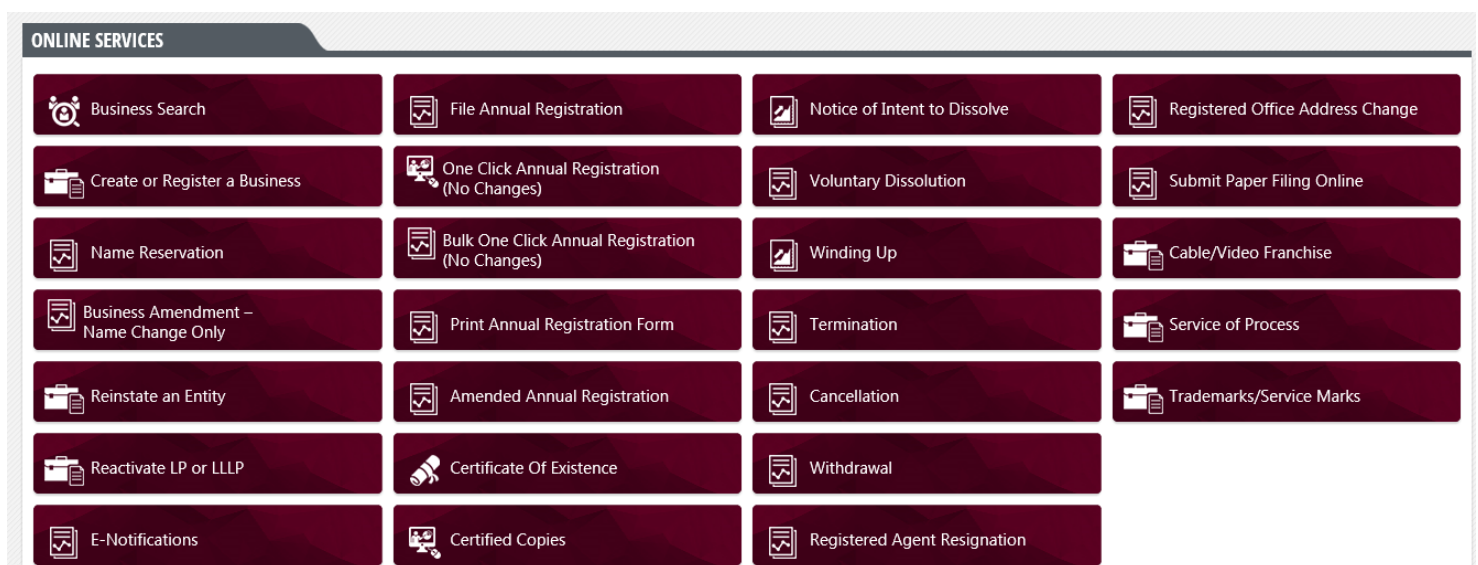 ONLINE SERVICES
Business Search
File Annual Registration
Notice of Intent to Dissolve
Registered Office Address Change
Create or Register a Business
One Click Annual Registration
(No Changes)
Voluntary Dissolution
Submit Paper Filing Online
Name Reservation
Bulk One Click Annual Registration
(No Changes)
Winding Up
Cable/Video Franchise
Business Amendment –
Name Change Only
Print Annual Registration Form
Termination
Service of Process
Reinstate an Entity
Amended Annual Registration
Cancellation
Trademarks/Service Marks
Reactivate LP or LLLP
Certificate Of Existence
Withdrawal
E-Notifications
Certified Copies
Registered Agent Resignation